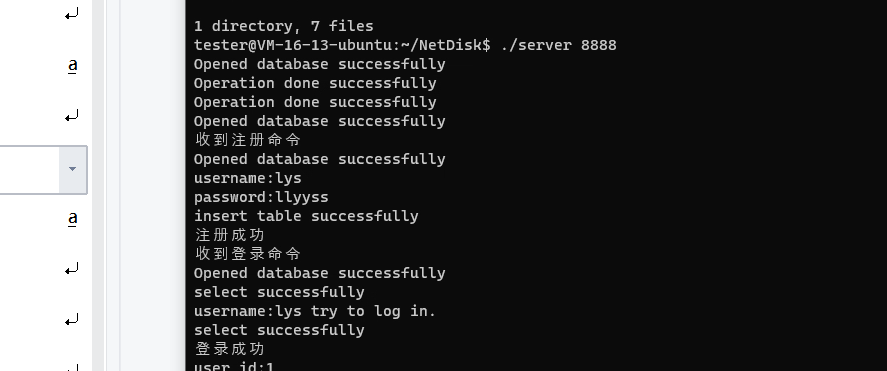 1 directory, 7 files
tester@VM-16-13-ubuntu:~/NetDisk$ ./server 8888
Opened database successfully
Operation done successfully
Operation done successfully
Opened database successfully
收到注册命令
Opened database successfully
username:lys
password:llyyss
insert table successfully
注册成功
收到登录命令
Opened database successfully
select successfully
username:lys try to log in.
select successfully
登录成功
user id:1
a
a